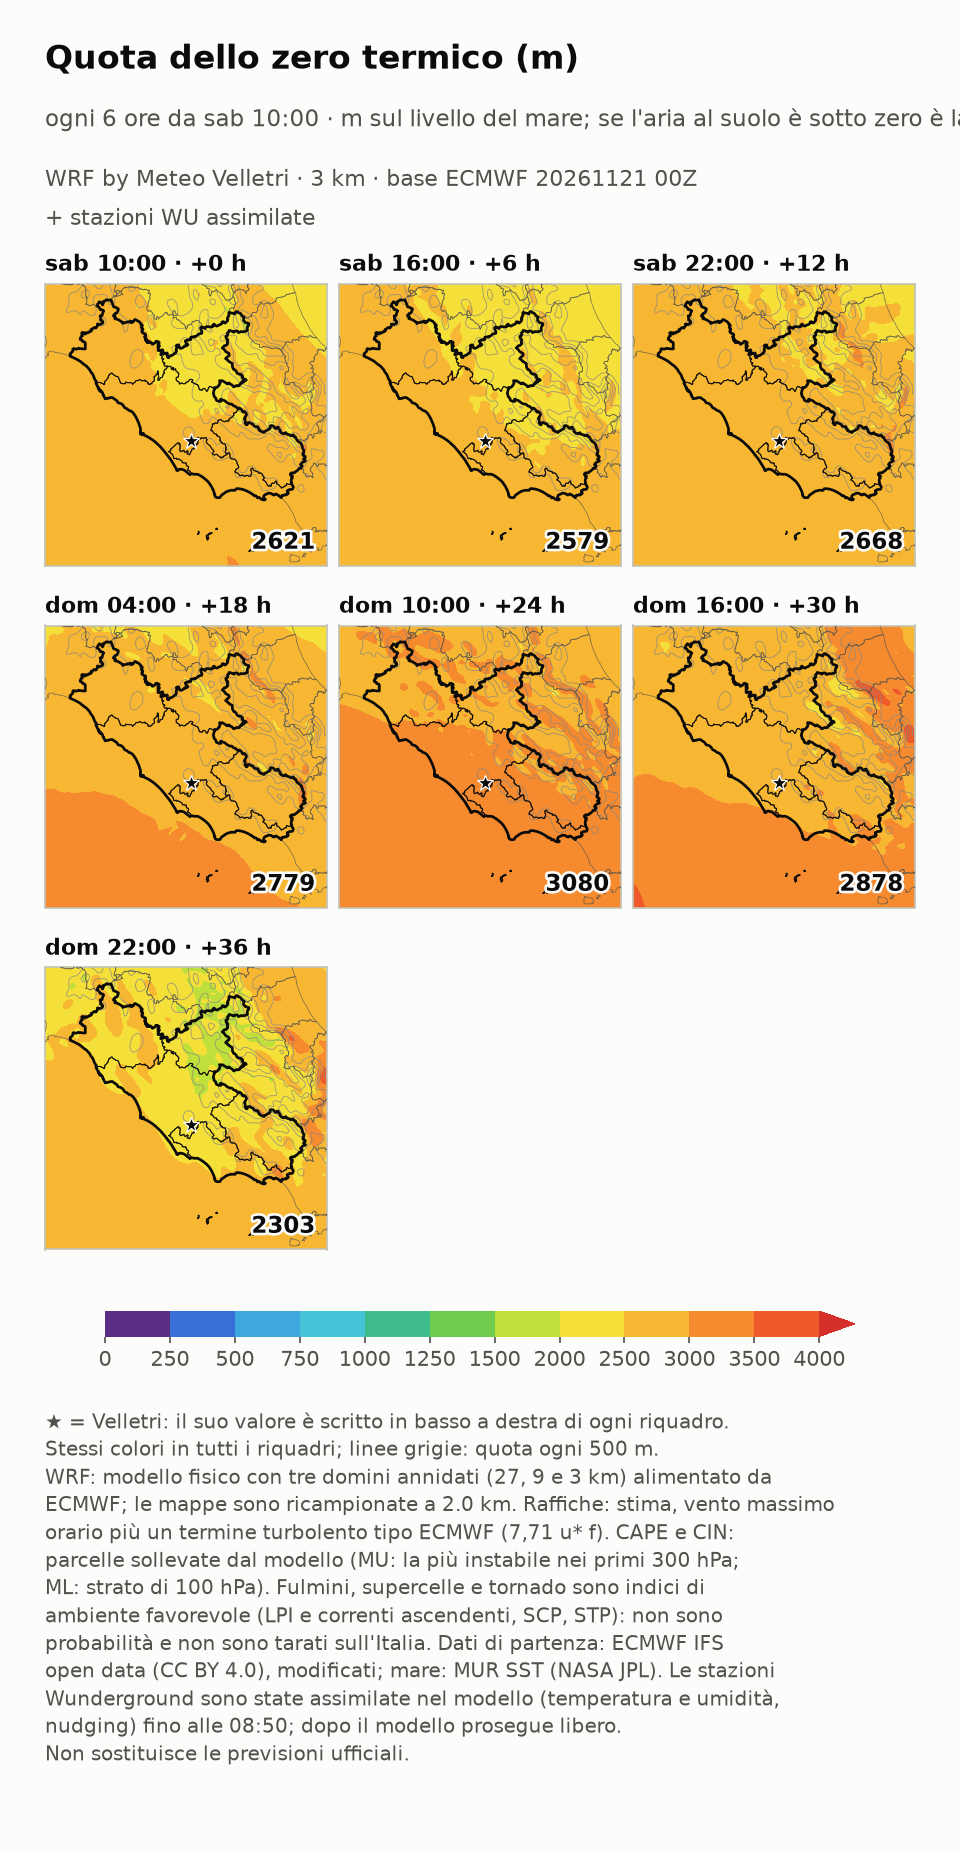 Quota dello zero termico (m)
ogni 6 ore da sab 10:00 · m sul livello del mare; se l'aria al suolo è sotto zero è
WRF by Meteo Velletri · 3 km · base ECMWF 20261121 00Z
+ stazioni WU assimilate
sab 10:00 · +0 h
sab 16:00 · +6 h
sab 22:00 · +12 h
2621
2579
2668
dom 04:00 · +18 h
dom 10:00 · +24 h
dom 16:00 · +30 h
2779
3080
2878
dom 22:00 · +36 h
2303
0 250 500 750 1000 1250 1500 2000 2500 3000 3500 4000
★ = Velletri: il suo valore è scritto in basso a destra di ogni riquadro.
Stessi colori in tutti i riquadri; linee grigie: quota ogni 500 m.
WRF: modello fisico con tre domini annidati (27, 9 e 3 km) alimentato da
ECMWF; le mappe sono ricampionate a 2.0 km. Raffiche: stima, vento massimo
orario più un termine turbolento tipo ECMWF (7,71 u* f). CAPE e CIN:
parcelle sollevate dal modello (MU: la più instabile nei primi 300 hPa;
ML: strato di 100 hPa). Fulmini, supercelle e tornado sono indici di
ambiente favorevole (LPI e correnti ascendenti, SCP, STP): non sono
probabilità e non sono tarati sull'Italia. Dati di partenza: ECMWF IFS
open data (CC BY 4.0), modificati; mare: MUR SST (NASA JPL). Le stazioni
Wunderground sono state assimilate nel modello (temperatura e umidità,
nudging) fino alle 08:50; dopo il modello prosegue libero.
Non sostituisce le previsioni ufficiali.